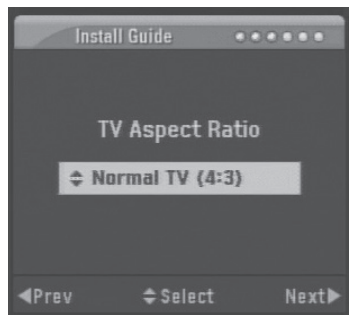 Install Guide
TV Aspect Ratio
Normal TV (4:3)
Prev Select Next